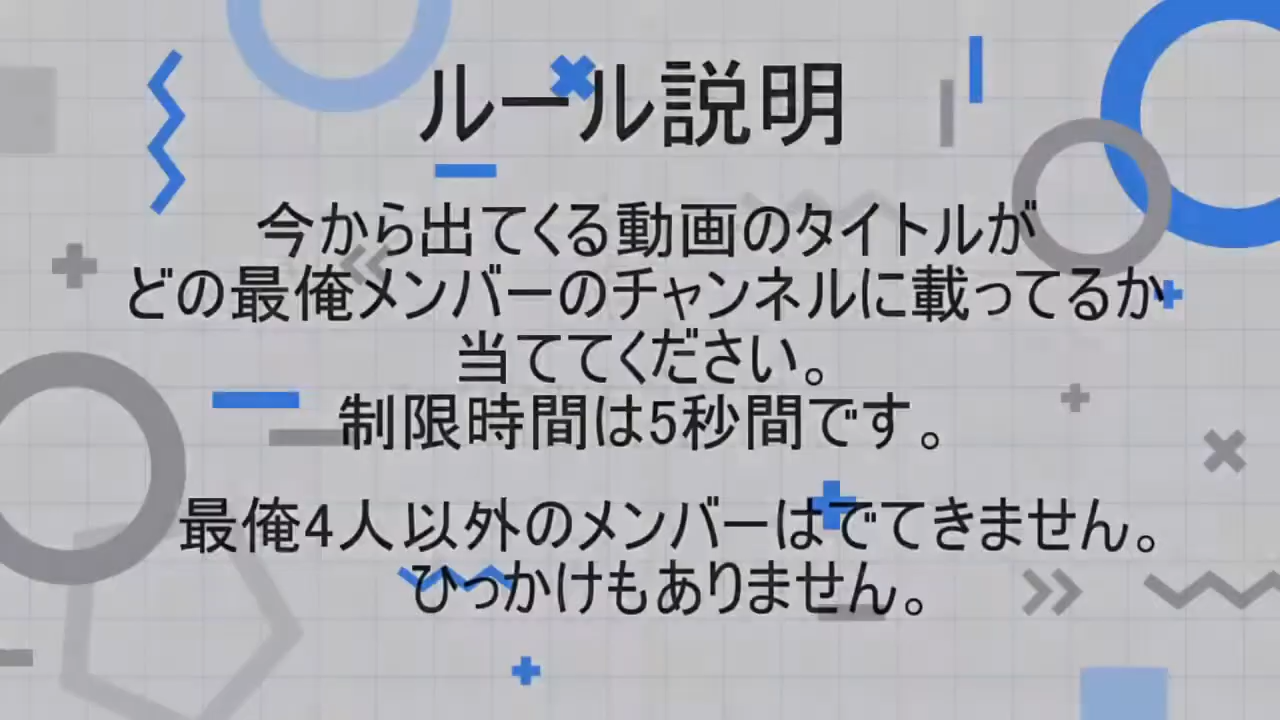 ルール説明
今から出てくる動画のタイトルが
どの最俺メンバーのチャンネルに載ってるか
当ててください。
制限時間は5秒間です。
最俺4人以外のメンバーはでてきません。
ひっかけもありません。